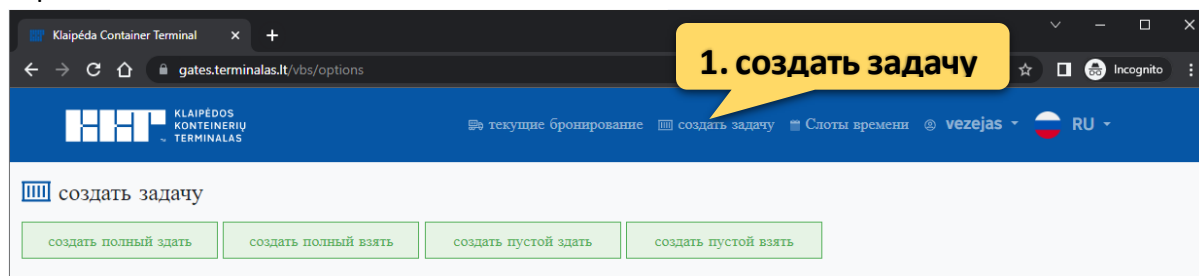 Klaipėda Container Terminal
1. создать задачу
gates.terminalas.lt/vbs/options
Incognito
KLAIPĖDOS
KONTEINERIŲ
TERMINALAS
текущие бронирование создать задачу Слоты времени vezejas RU
создать задачу
создать полный здать создать полный взять создать пустой здать создать пустой взять